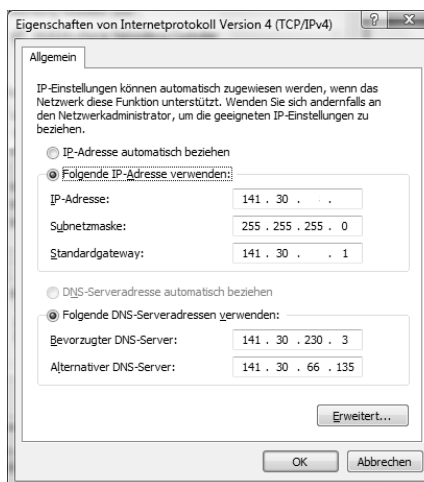 Eigenschaften von Internetprotokoll Version 4 (TCP/IPv4)
Allgemein
IP-Einstellungen können automatisch zugewiesen werden, wenn das
Netzwerk diese Funktion unterstützt. Wenden Sie sich andernfalls an
den Netzwerkadministrator, um die geeigneten IP-Einstellungen zu
beziehen.
IP-Adresse automatisch beziehen
Folgende IP-Adresse verwenden:
IP-Adresse: 141 . 30 . .
Subnetzmaske: 255 . 255 . 255 . 0
Standardgateway: 141 . 30 . . 1
DNS-Serveradresse automatisch beziehen
Folgende DNS-Serveradressen verwenden:
Bevorzugter DNS-Server: 141 . 30 . 230 . 3
Alternativer DNS-Server: 141 . 30 . 66 . 135
Erweitert...
OK Abbrechen